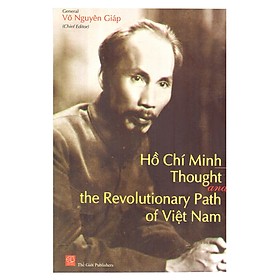 General
Võ Nguyên Giáp
(Chief Editor)
Hồ Chí Minh
Thought
and
the Revolutionary Path
of Việt Nam
Thế Giới Publishers